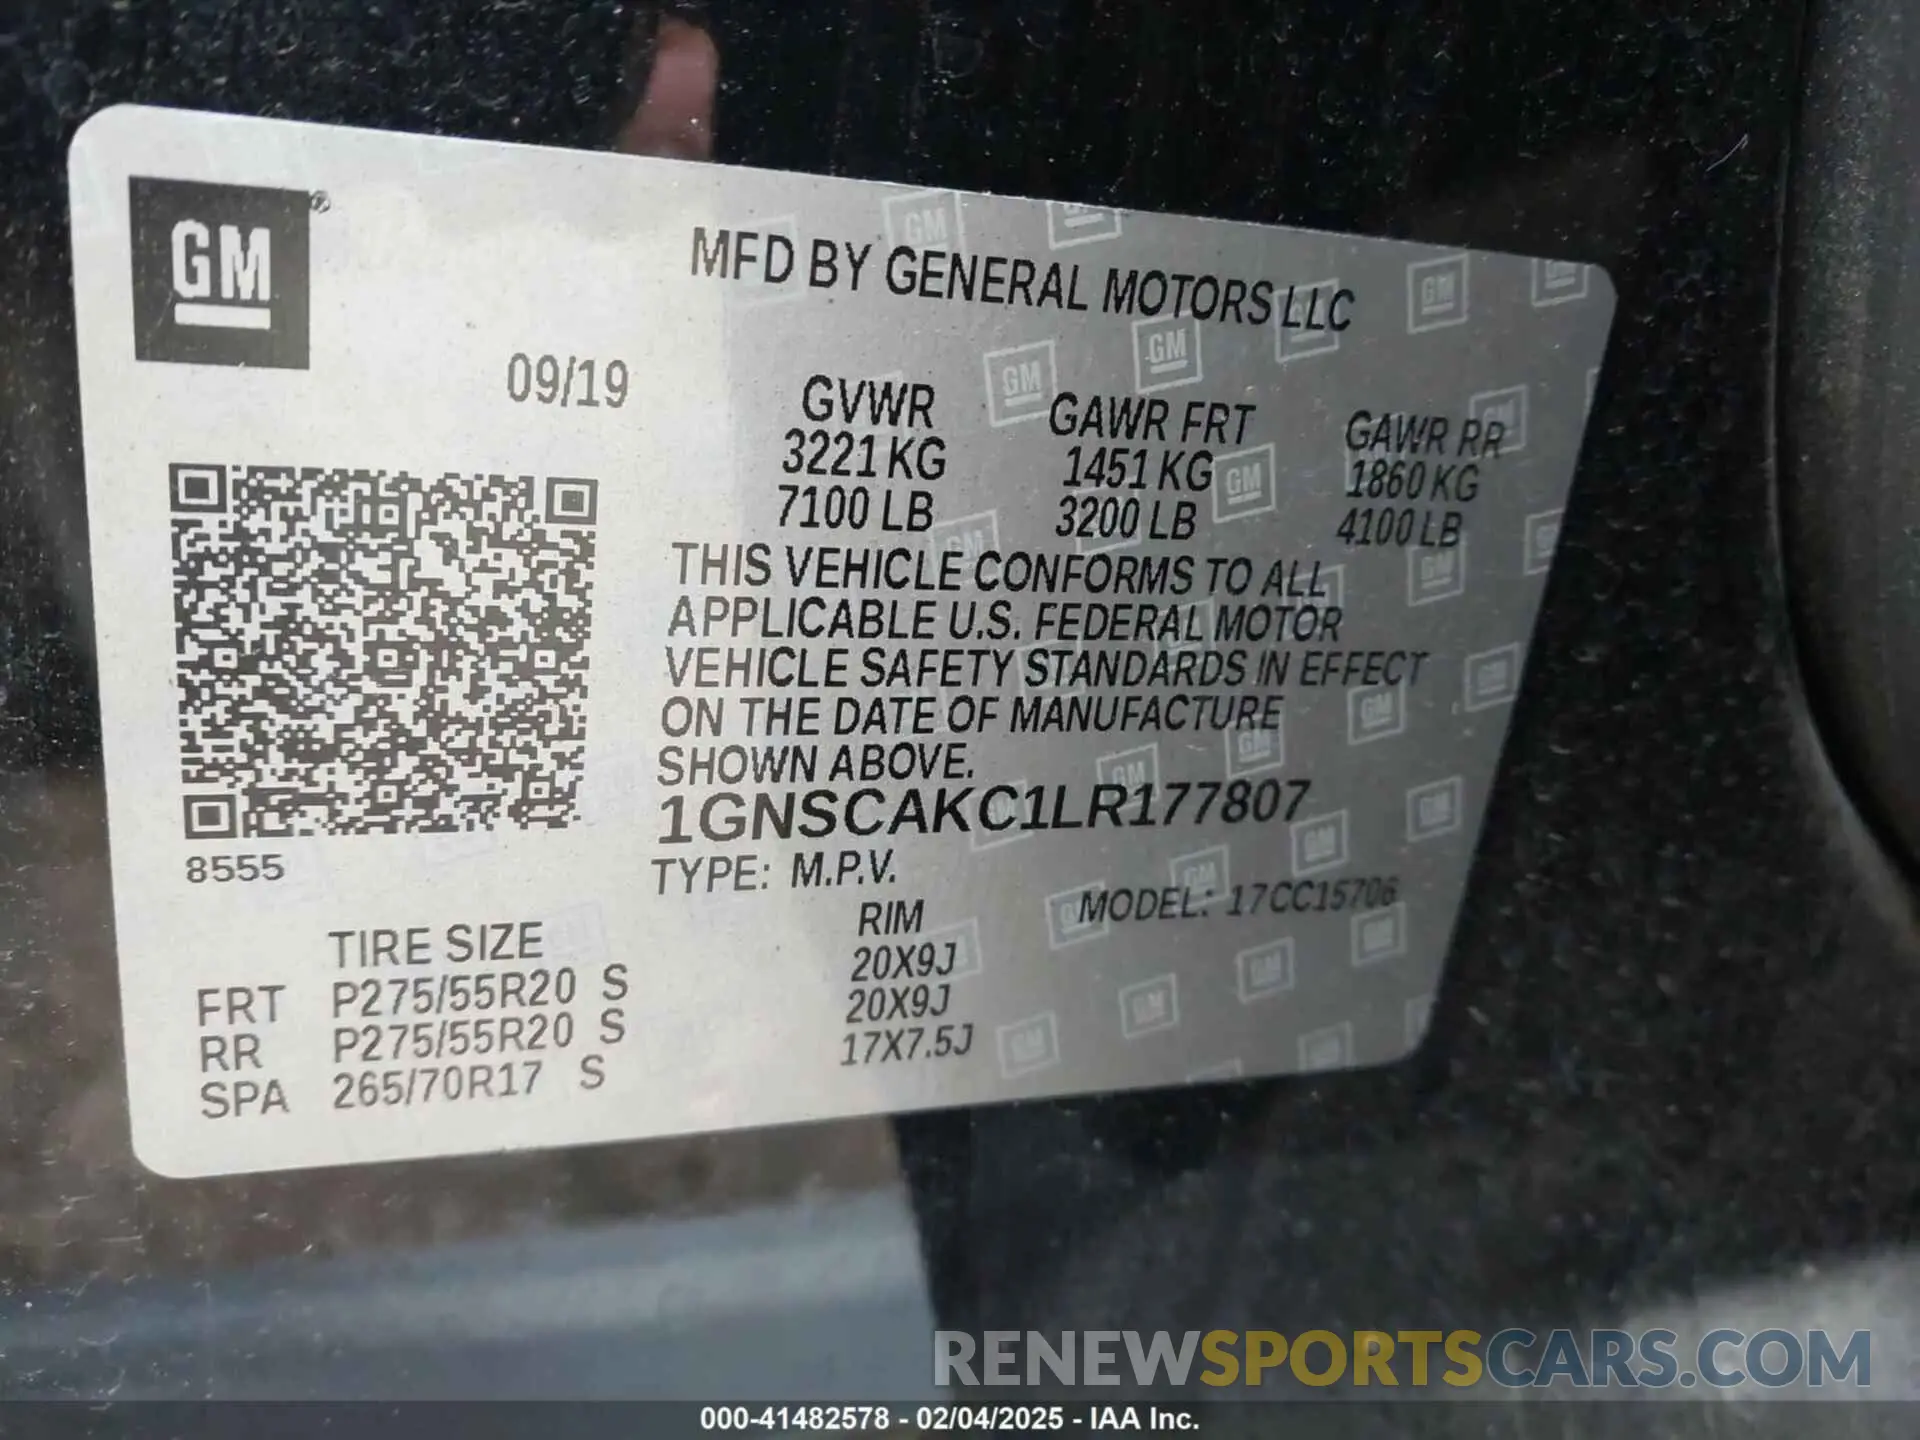 GM ®
MFD BY GENERAL MOTORS LLC
09/19
GVWR GAWR FRT GAWR RR
3221 KG 1451 KG 1860 KG
7100 LB 3200 LB 4100 LB
THIS VEHICLE CONFORMS TO ALL
APPLICABLE U.S. FEDERAL MOTOR
VEHICLE SAFETY STANDARDS IN EFFECT
ON THE DATE OF MANUFACTURE
SHOWN ABOVE.
1GNSCAKC1LR177807
8555
TYPE: M.P.V. MODEL: 17CC15706
TIRE SIZE RIM
FRT P275/55R20 S 20X9J
RR P275/55R20 S 20X9J
SPA 265/70R17 S 17X7.5J
RENEWSPORTSCARS.COM
000-41482578 - 02/04/2025 - IAA Inc.